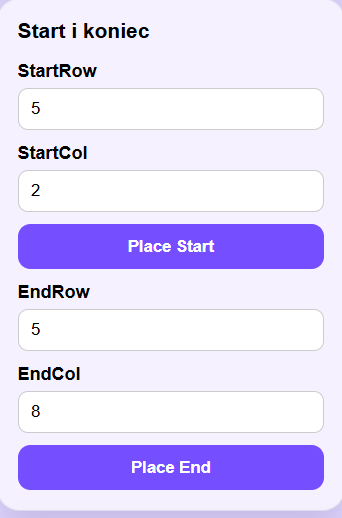 Start i koniec
StartRow
5
StartCol
2
Place Start
EndRow
5
EndCol
8
Place End